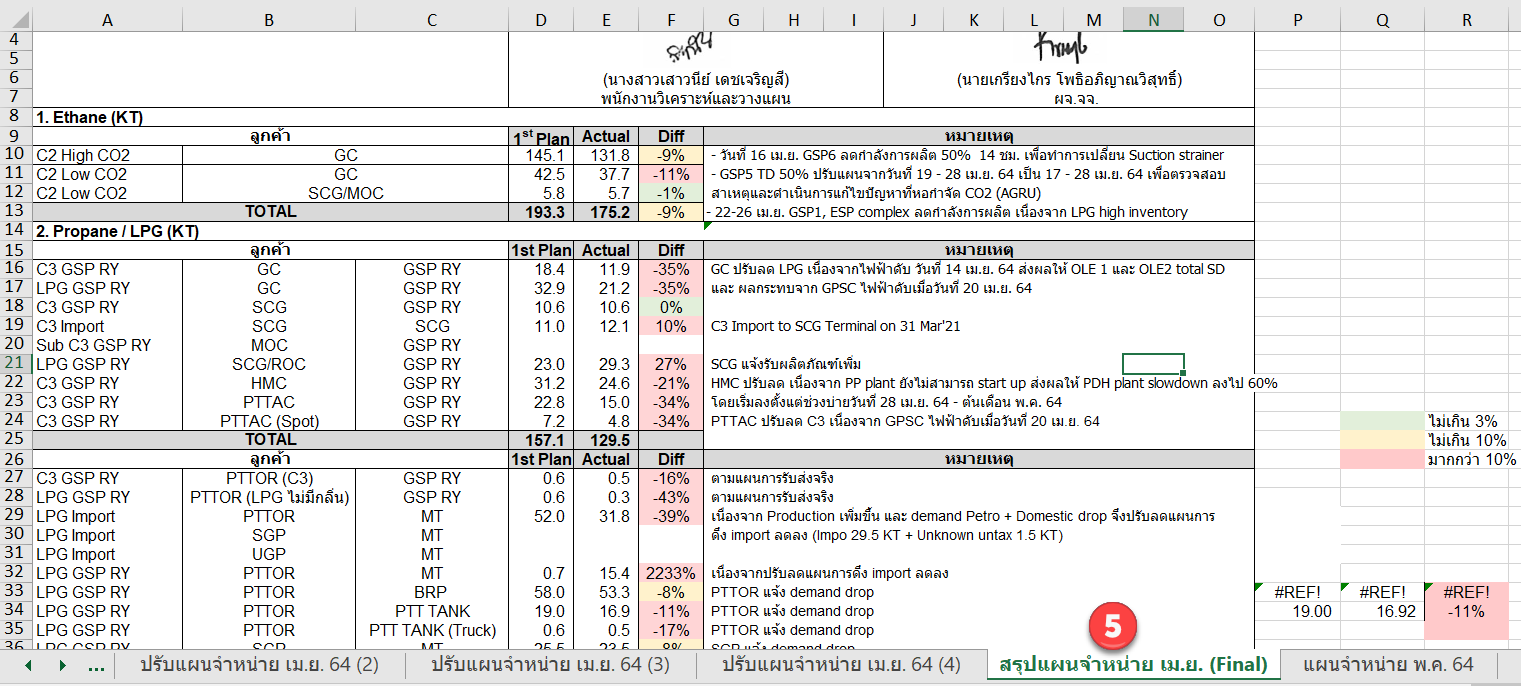 A B C D E F G H I J K L M N O P Q R
4
5
6 (นางสาวเสาวนีย์ เดชเจริญสี) (นายเกรียงไกร โพธิอภิญาณวิสุทธิ์)
7 พนักงานวิเคราะห์และวางแผน ผจ.จจ.
8 1. Ethane (KT)
9 ลูกค้า 1st Plan Actual Diff หมายเหตุ
10 C2 High CO2 GC 145.1 131.8 -9% - วันที่ 16 เม.ย. GSP6 ลดกำลังการผลิต 50% 14 ชม. เพื่อทำการเปลี่ยน Suction strainer
11 C2 Low CO2 GC 42.5 37.7 -11% - GSP5 TD 50% ปรับแผนจากวันที่ 19 - 28 เม.ย. 64 เป็น 17 - 28 เม.ย. 64 เพื่อตรวจสอบ
12 C2 Low CO2 SCG/MOC 5.8 5.7 -1% สาเหตุและดำเนินการแก้ไขปัญหาที่หอกำจัด CO2 (AGRU)
13 TOTAL 193.3 175.2 -9% - 22-26 เม.ย. GSP1, ESP complex ลดกำลังการผลิต เนื่องจาก LPG high inventory
14 2. Propane / LPG (KT)
15 ลูกค้า 1st Plan Actual Diff หมายเหตุ
16 C3 GSP RY GC GSP RY 18.4 11.9 -35% GC ปรับลด LPG เนื่องจากไฟฟ้าดับ วันที่ 14 เม.ย. 64 ส่งผลให้ OLE 1 และ OLE2 total SD
17 LPG GSP RY GC GSP RY 32.9 21.2 -35% และ ผลกระทบจาก GPSC ไฟฟ้าดับเมื่อวันที่ 20 เม.ย. 64
18 C3 GSP RY SCG GSP RY 10.6 10.6 0%
19 C3 Import SCG SCG 11.0 12.1 10% C3 Import to SCG Terminal on 31 Mar'21
20 Sub C3 GSP RY MOC GSP RY
21 LPG GSP RY SCG/ROC GSP RY 23.0 29.3 27% SCG แจ้งรับผลิตภัณฑ์เพิ่ม
22 C3 GSP RY HMC GSP RY 31.2 24.6 -21% HMC ปรับลด เนื่องจาก PP plant ยังไม่สามารถ start up ส่งผลให้ PDH plant slowdown ลงไป 60%
23 C3 GSP RY PTTAC GSP RY 22.8 15.0 -34% โดยเริ่มลงตั้งแต่ช่วงบ่ายวันที่ 28 เม.ย. 64 - ต้นเดือน พ.ค. 64
24 C3 GSP RY PTTAC (Spot) GSP RY 7.2 4.8 -34% PTTAC ปรับลด C3 เนื่องจาก GPSC ไฟฟ้าดับเมื่อวันที่ 20 เม.ย. 64 ไม่เกิน 3%
25 TOTAL 157.1 129.5 ไม่เกิน 10%
26 ลูกค้า 1st Plan Actual Diff หมายเหตุ มากกว่า 10%
27 C3 GSP RY PTTOR (C3) GSP RY 0.6 0.5 -16% ตามแผนการรับส่งจริง
28 LPG GSP RY PTTOR (LPG ไม่มีกลิ่น) GSP RY 0.6 0.3 -43% ตามแผนการรับส่งจริง
29 LPG Import PTTOR MT 52.0 31.8 -39% เนื่องจาก Production เพิ่มขึ้น และ demand Petro + Domestic drop จึงปรับลดแผนการ
30 LPG Import SGP MT ดึง import ลดลง (Impo 29.5 KT + Unknown untax 1.5 KT)
31 LPG Import UGP MT
32 LPG GSP RY PTTOR MT 0.7 15.4 2233% เนื่องจากปรับลดแผนการดึง import ลดลง
33 LPG GSP RY PTTOR BRP 58.0 53.3 -8% PTTOR แจ้ง demand drop #REF! #REF! #REF!
34 LPG GSP RY PTTOR PTT TANK 19.0 16.9 -11% PTTOR แจ้ง demand drop 19.00 16.92 -11%
35 LPG GSP RY PTTOR PTT TANK (Truck) 0.6 0.5 -17% PTTOR แจ้ง demand drop
5
... ปรับแผนจำหน่าย เม.ย. 64 (2) ปรับแผนจำหน่าย เม.ย. 64 (3) ปรับแผนจำหน่าย เม.ย. 64 (4) สรุปแผนจำหน่าย เม.ย. (Final) แผนจำหน่าย พ.ค. 64